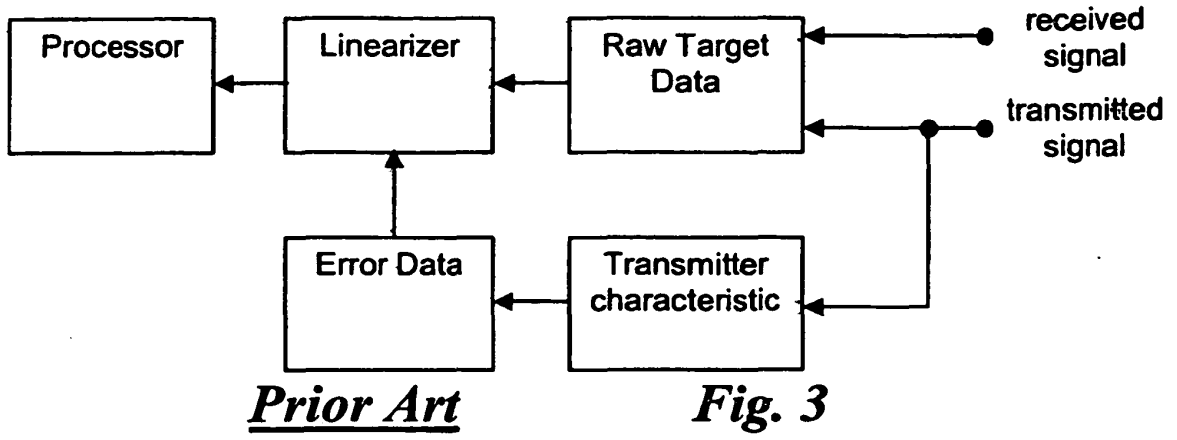 Processor
Linearizer
Raw Target
Data
received
signal
transmitted
signal
Error Data
Transmitter
characteristic
Prior Art
Fig. 3